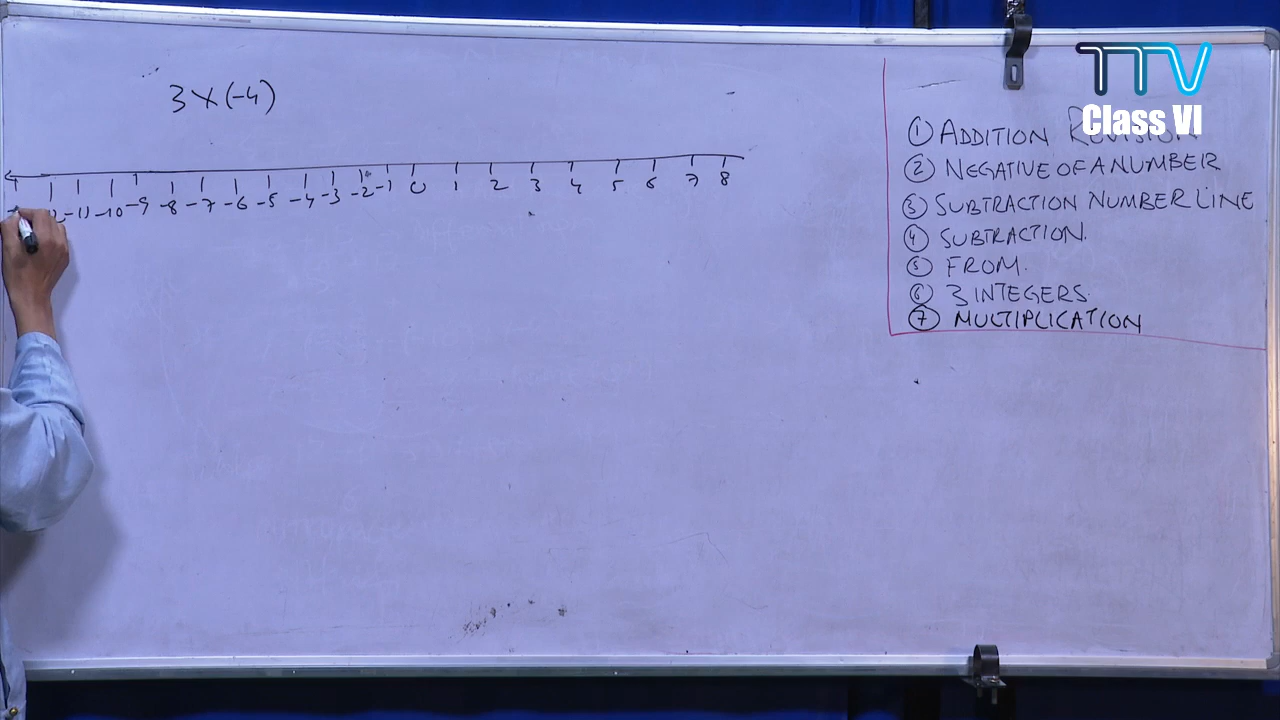 3 X (-4)
-11 -10 -9 -8 -7 -6 -5 -4 -3 -2 -1 0 1 2 3 4 5 6 7 8
TTV
Class VI
① ADDITION REVISION
② NEGATIVE OF A NUMBER
③ SUBTRACTION NUMBER LINE
④ SUBTRACTION.
⑤ FROM.
⑥ 3 INTEGERS.
⑦ MULTIPLICATION